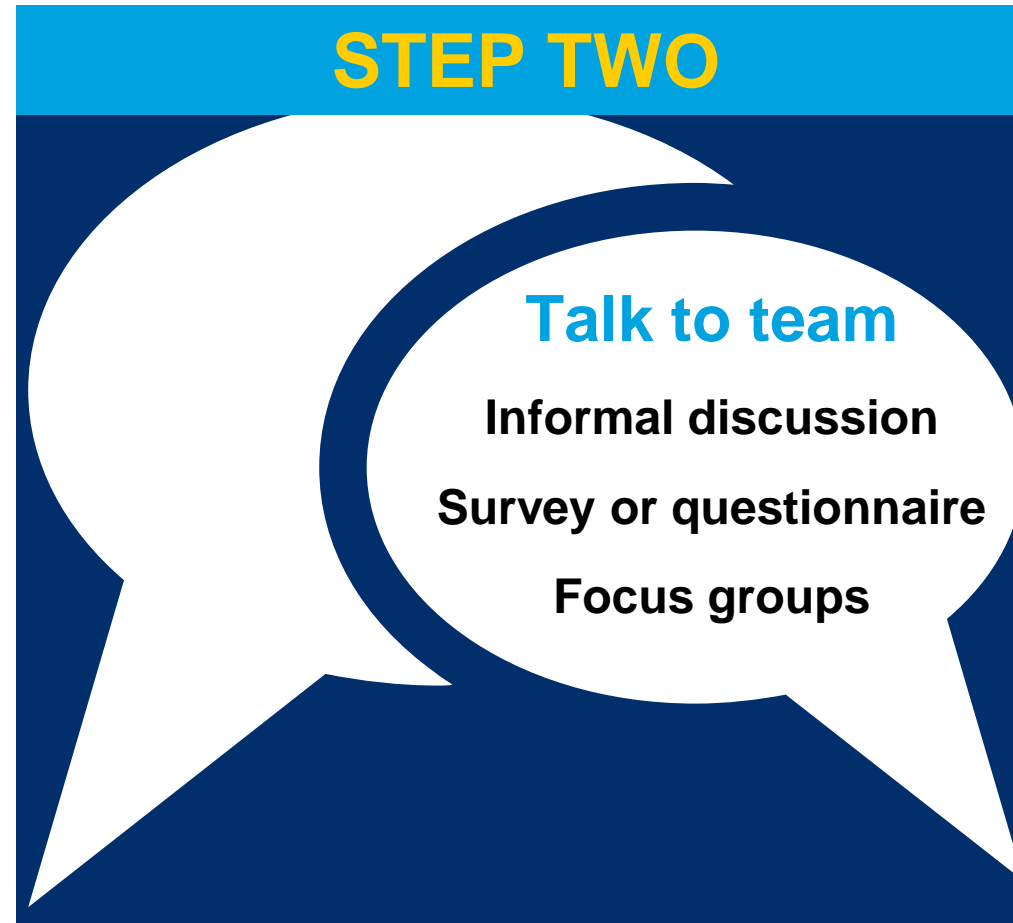 STEP TWO
Talk to team
Informal discussion
Survey or questionnaire
Focus groups